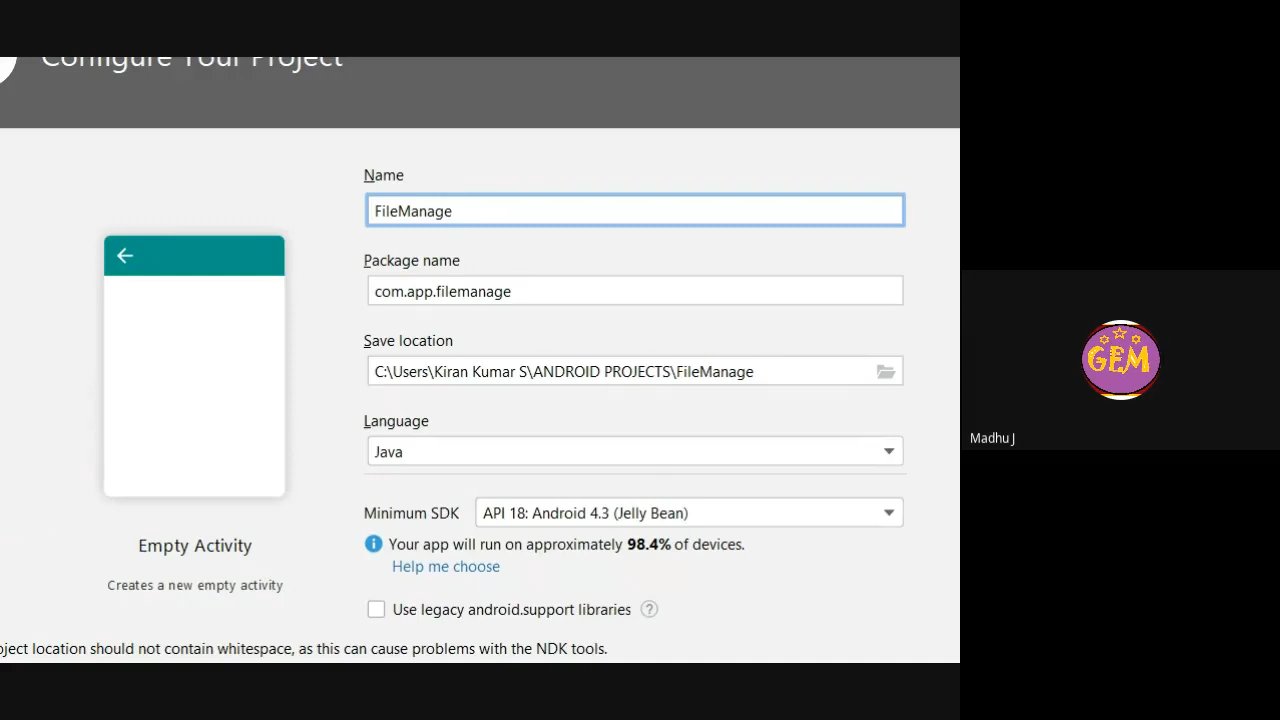 Configure Your Project
Name
FileManage
Package name
com.app.filemanage
Save location
C:\Users\Kiran Kumar S\ANDROID PROJECTS\FileManage
Language
Java
Minimum SDK
API 18: Android 4.3 (Jelly Bean)
Your app will run on approximately 98.4% of devices.
Help me choose
Use legacy android.support libraries ?
Empty Activity
Creates a new empty activity
oject location should not contain whitespace, as this can cause problems with the NDK tools.
GEM
Madhu J